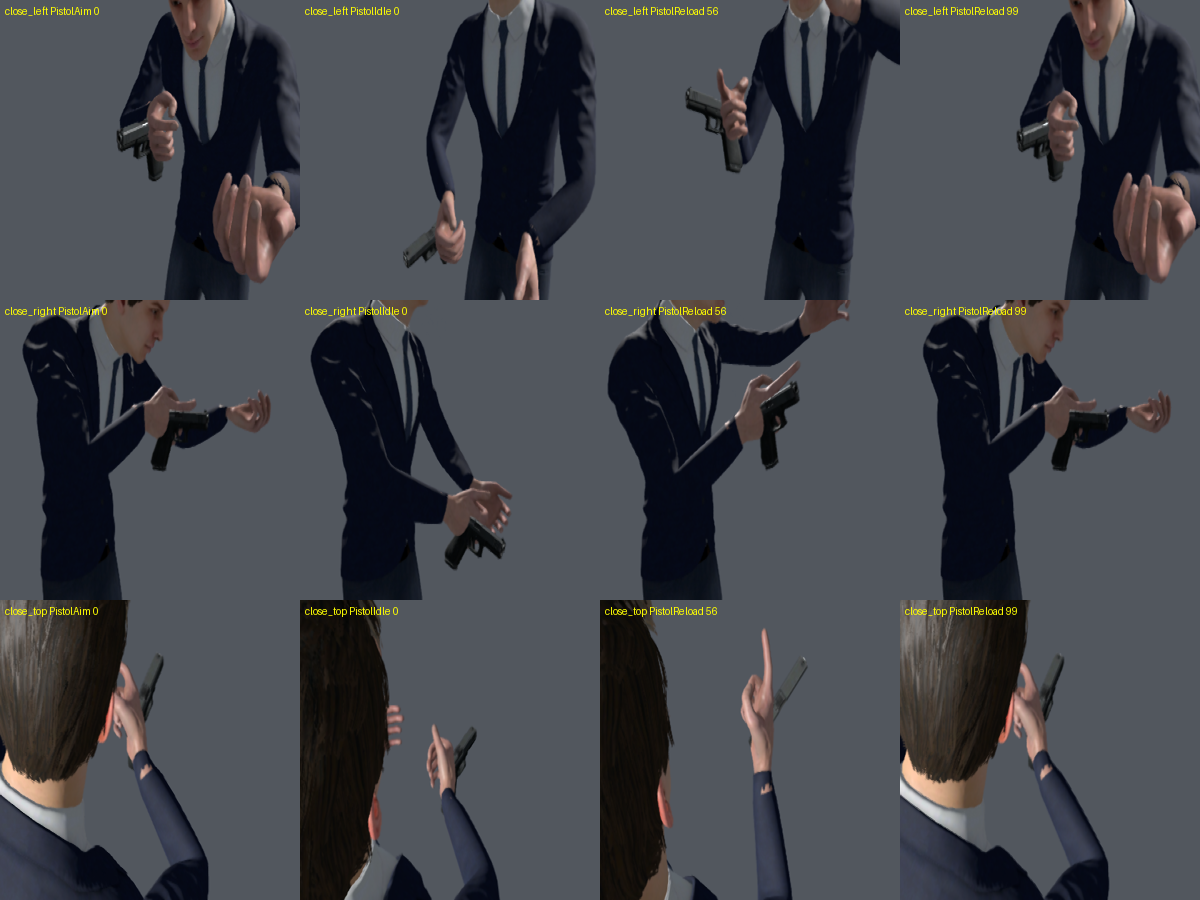 close_left PistolAim 0
close_left PistolIdle 0
close_left PistolReload 56
close_left PistolReload 99
close_right PistolAim 0
close_right PistolIdle 0
close_right PistolReload 56
close_right PistolReload 99
close_top PistolAim 0
close_top PistolIdle 0
close_top PistolReload 56
close_top PistolReload 99